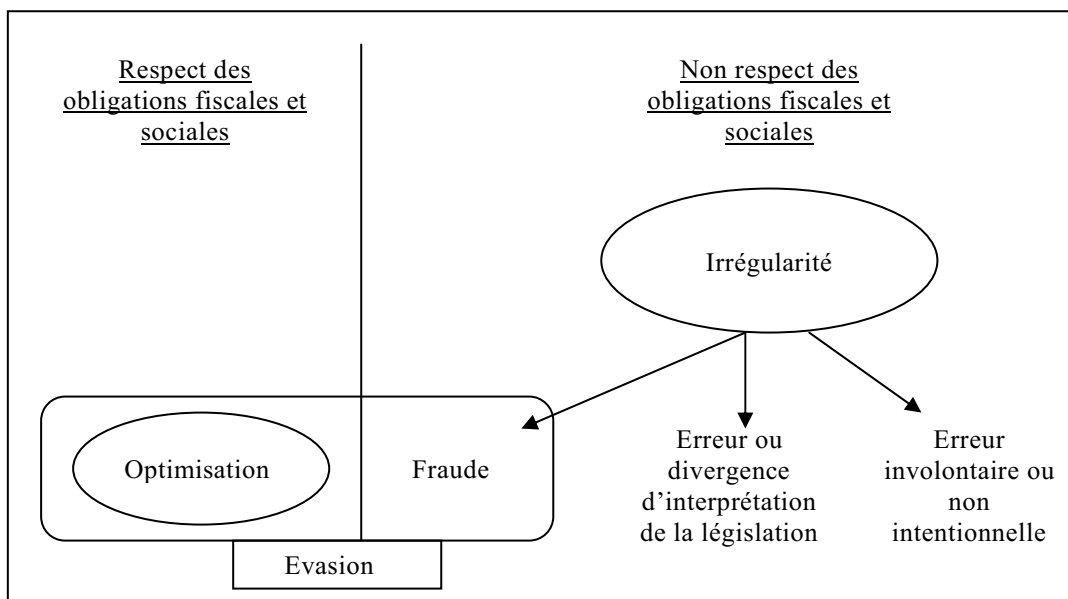 Respect des
obligations fiscales et
sociales
Non respect des
obligations fiscales et
sociales
Irrégularité
Optimisation
Fraude
Erreur ou
divergence
d’interprétation
de la législation
Erreur
involontaire ou
non
intentionnelle
Evasion